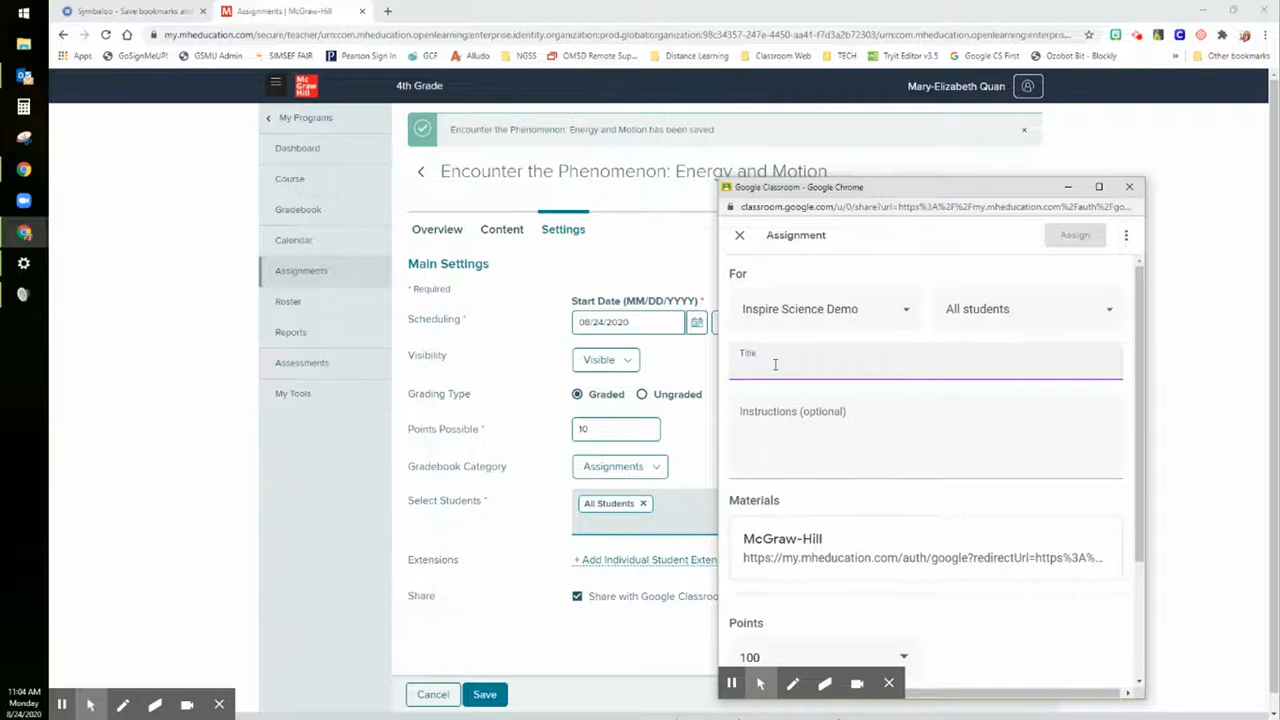 Symbaloo - Save bookmarks and
Assignments | McGraw-Hill
my.mheducation.com/secure/teacher/urn:com.mheducation.openlearning:enterprise.identity.organization:prod.global:organization:98c34357-247e-4450-aa41-f7d3a2b72303/urn:com.mheducation.openlearning:enterpris...
Apps
GoSignMeUP!
GSMU Admin
SIMSEF FAIR
Pearson Sign In
GCF
Alludo
NGSS
OMSD Remote Sup...
Distance Learning
Classroom Web
TECH
Tryit Editor v3.5
Google CS First
Ozobot Bit - Blockly
»
Other bookmarks
Mc
Graw
Hill
4th Grade
Mary-Elizabeth Quan
My Programs
Dashboard
Course
Gradebook
Calendar
Assignments
Roster
Reports
Assessments
My Tools
Encounter the Phenomenon: Energy and Motion has been saved
Encounter the Phenomenon: Energy and Motion
Overview
Content
Settings
Main Settings
* Required
Start Date (MM/DD/YYYY) *
Scheduling *
08/24/2020
Visibility
Visible
Grading Type
Graded
Ungraded
Points Possible *
10
Gradebook Category
Assignments
Select Students *
All Students
Extensions
+ Add Individual Student Exten
Share
Share with Google Classroo
Cancel
Save
Google Classroom - Google Chrome
classroom.google.com/u/0/share?url=https%3A%2F%2Fmy.mheducation.com%2Fauth%2Fgo...
Assignment
Assign
For
Inspire Science Demo
All students
Title
Instructions (optional)
Materials
McGraw-Hill
https://my.mheducation.com/auth/google?redirectUrl=https%3A%...
Points
100
11:04 AM
Monday
8/24/2020